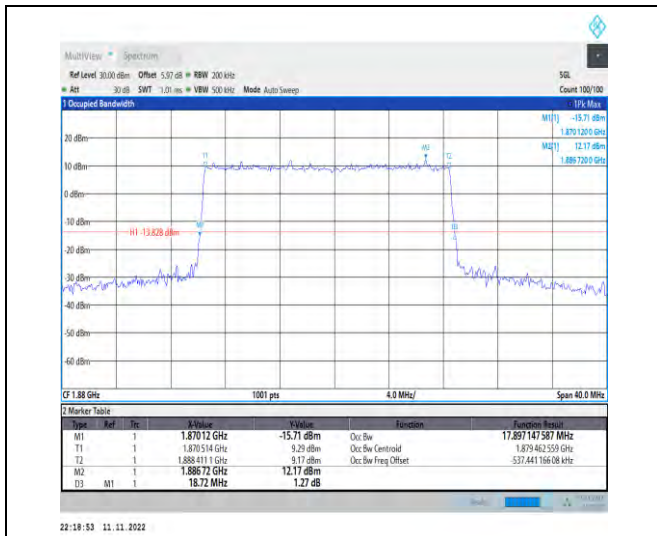 MultiView Spectrum
Ref Level 30.00 dBm Offset 5.97 dB RBW 200 kHz SGL
Att 30 dB SWT 1.01 ms VBW 500 kHz Mode Auto Sweep Count 100/100
1 Occupied Bandwidth 1Pk Max
M1[1] -15.71 dBm
1.870 120 0 GHz
20 dBm M2[1] 12.17 dBm
1.886 720 0 GHz
M2
T1 T2
10 dBm
0 dBm
-10 dBm M1 D3
H1 -13.828 dBm
-20 dBm
-30 dBm
-40 dBm
-50 dBm
-60 dBm
CF 1.88 GHz 1001 pts 4.0 MHz/ Span 40.0 MHz
2 Marker Table
Type Ref Trc X-Value Y-Value Function Function Result
M1 1 1.87012 GHz -15.71 dBm Occ Bw 17.897 147 587 MHz
T1 1 1.870 514 GHz 9.29 dBm Occ Bw Centroid 1.879 462 559 GHz
T2 1 1.888 411 1 GHz 9.17 dBm Occ Bw Freq Offset -537.441 166 08 kHz
M2 1 1.88672 GHz 12.17 dBm
D3 M1 1 18.72 MHz 1.27 dB
22:18:53 11.11.2022